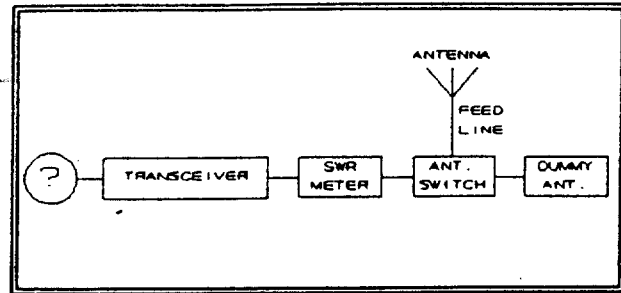 ANTENNA
FEED
LINE
?
TRANSCEIVER
SWR
METER
ANT.
SWITCH
DUMMY
ANT.